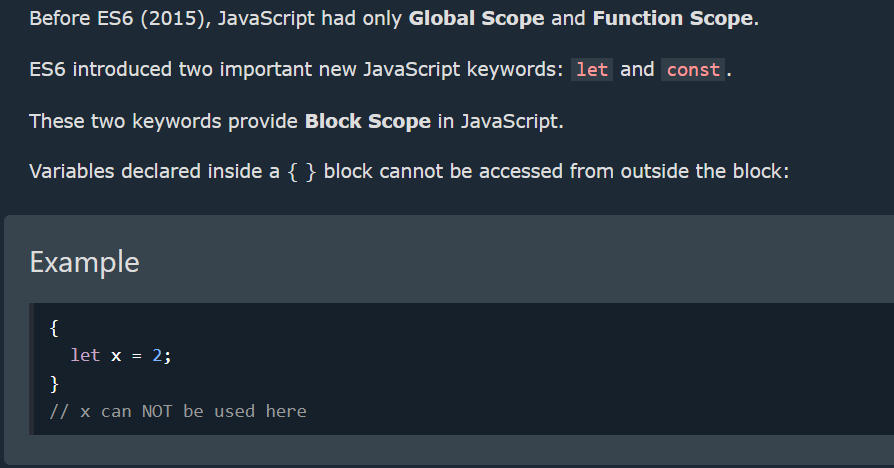 Before ES6 (2015), JavaScript had only Global Scope and Function Scope.
ES6 introduced two important new JavaScript keywords: let and const.
These two keywords provide Block Scope in JavaScript.
Variables declared inside a { } block cannot be accessed from outside the block:
Example
{
  let x = 2;
}
// x can NOT be used here